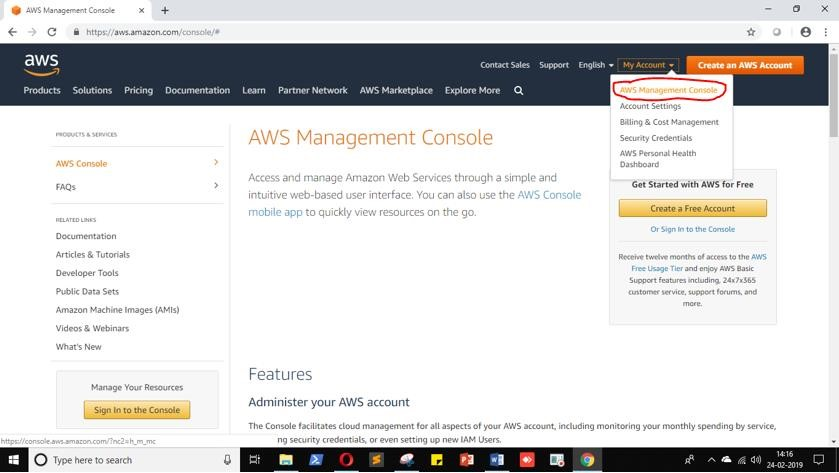 AWS Management Console
https://aws.amazon.com/console/#
aws
Contact Sales Support English My Account Create an AWS Account
Products Solutions Pricing Documentation Learn Partner Network AWS Marketplace Explore More
AWS Management Console
Account Settings
Billing & Cost Management
Security Credentials
AWS Personal Health
Dashboard
PRODUCTS & SERVICES
AWS Console
FAQs
RELATED LINKS
Documentation
Articles & Tutorials
Developer Tools
Public Data Sets
Amazon Machine Images (AMIs)
Videos & Webinars
What's New
Manage Your Resources
Sign In to the Console
AWS Management Console
Access and manage Amazon Web Services through a simple and
intuitive web-based user interface. You can also use the AWS Console
mobile app to quickly view resources on the go.
Get Started with AWS for Free
Create a Free Account
Or Sign In to the Console
Receive twelve months of access to the AWS
Free Usage Tier and enjoy AWS Basic
Support features including, 24x7x365
customer service, support forums, and
more.
Features
Administer your AWS account
The Console facilitates cloud management for all aspects of your AWS account, including monitoring your monthly spending by service,
ng security credentials, or even setting up new IAM Users.
https://console.aws.amazon.com/?nc2=h_m_mc
Type here to search
14:16
24-02-2019